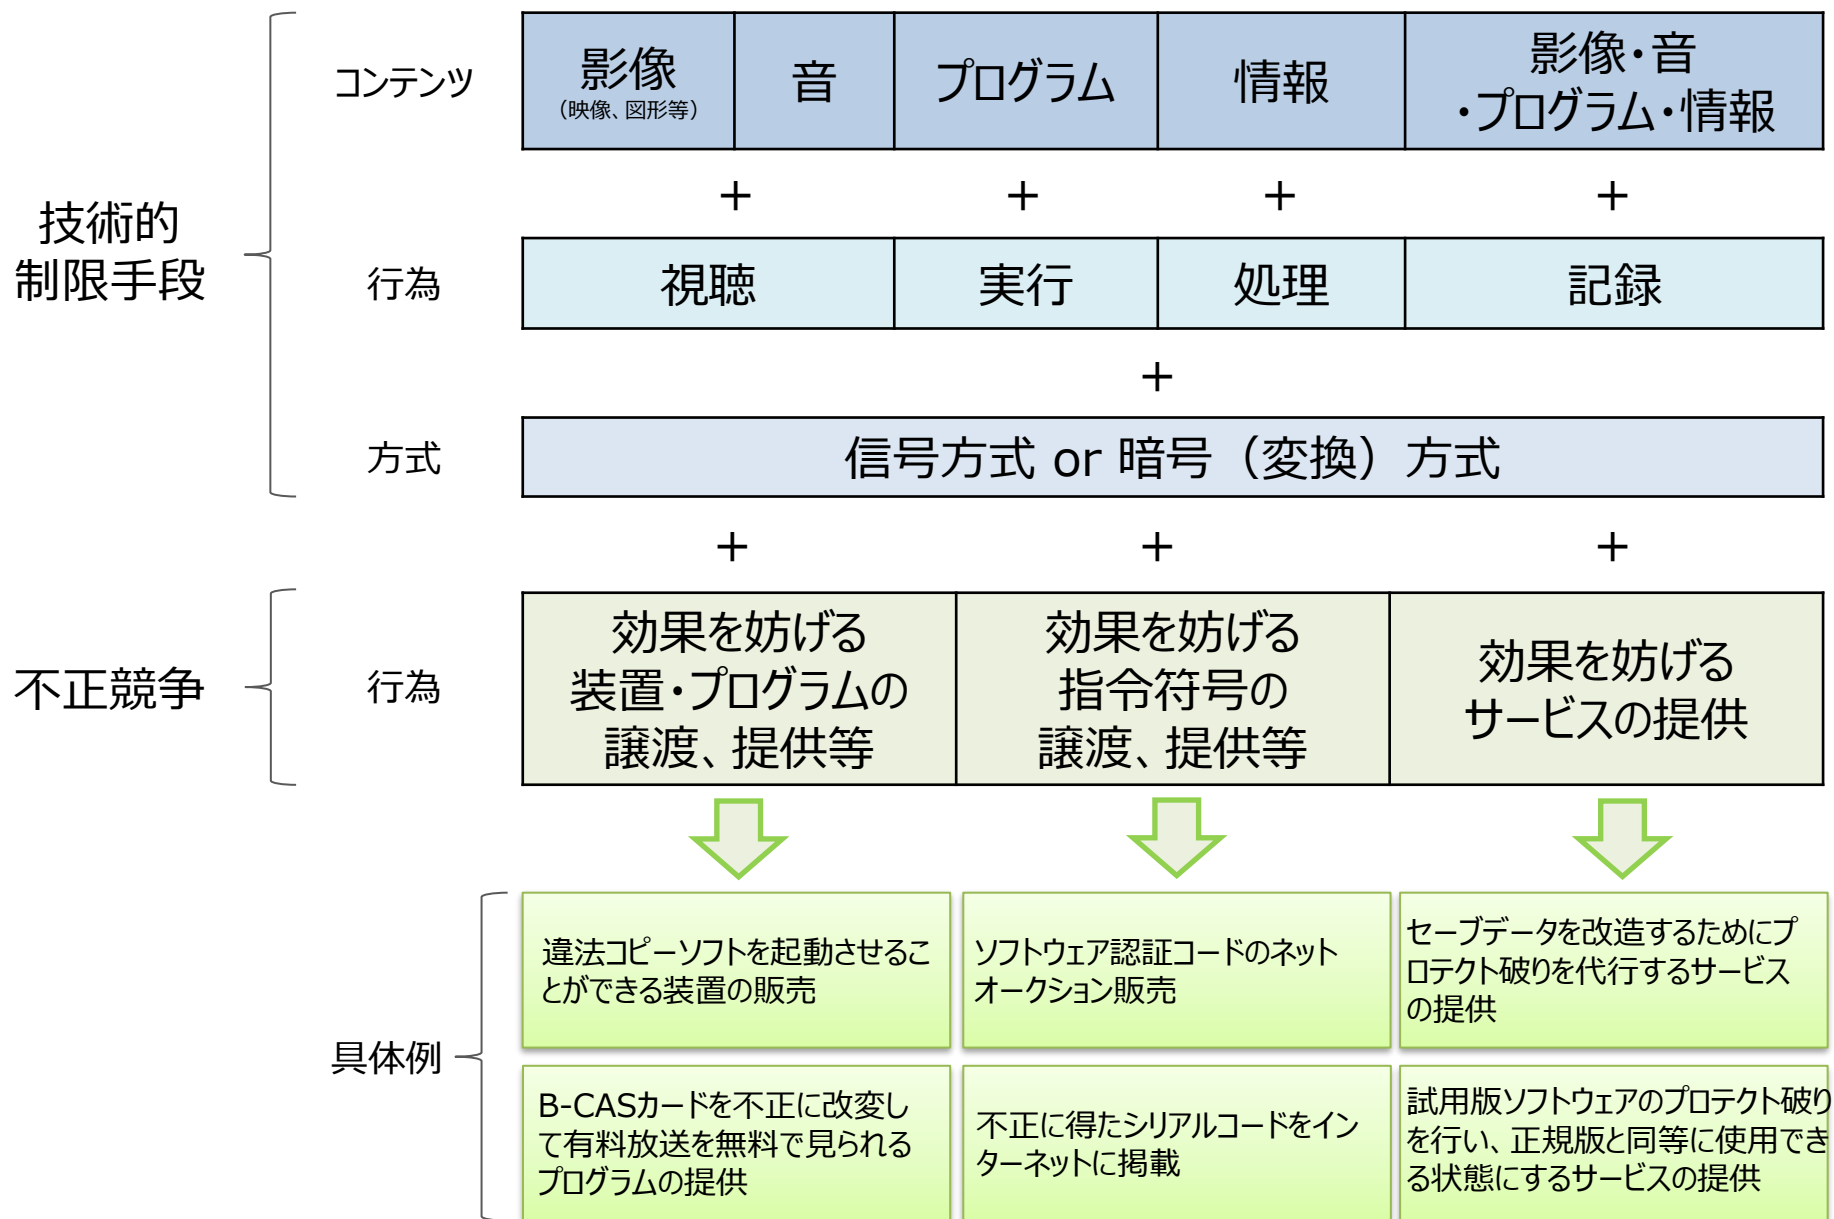 コンテンツ
影像
（映像、図形等）
音
プログラム
情報
影像・音
・プログラム・情報
＋
＋
＋
＋
技術的
制限手段
行為
視聴
実行
処理
記録
＋
方式
信号方式 or 暗号（変換）方式
＋
＋
＋
不正競争
行為
効果を妨げる
装置・プログラムの
譲渡、提供等
効果を妨げる
指令符号の
譲渡、提供等
効果を妨げる
サービスの提供
具体例
違法コピーソフトを起動させるこ
とができる装置の販売
ソフトウェア認証コードのネット
オークション販売
セーブデータを改造するためにプ
ロテクト破りを代行するサービス
の提供
B-CASカードを不正に改変し
て有料放送を無料で見られる
プログラムの提供
不正に得たシリアルコードをイン
ターネットに掲載
試用版ソフトウェアのプロテクト破り
を行い、正規版と同等に使用でき
る状態にするサービスの提供